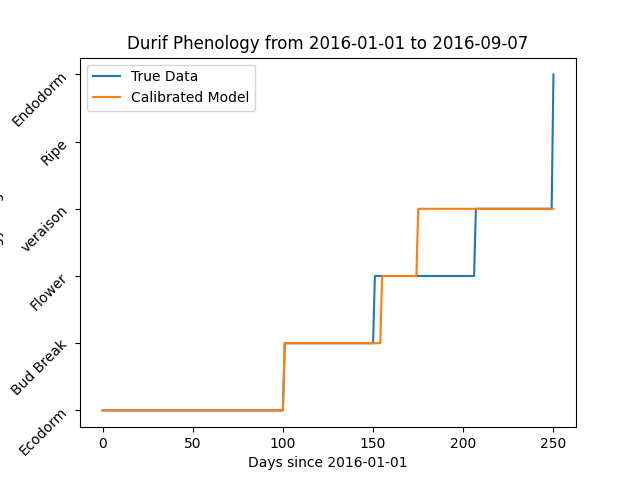 Durif Phenology from 2016-01-01 to 2016-09-07
True Data
Calibrated Model
Endodorm
Ripe
veraison
Flower
Bud Break
Ecodorm
0 50 100 150 200 250
Days since 2016-01-01